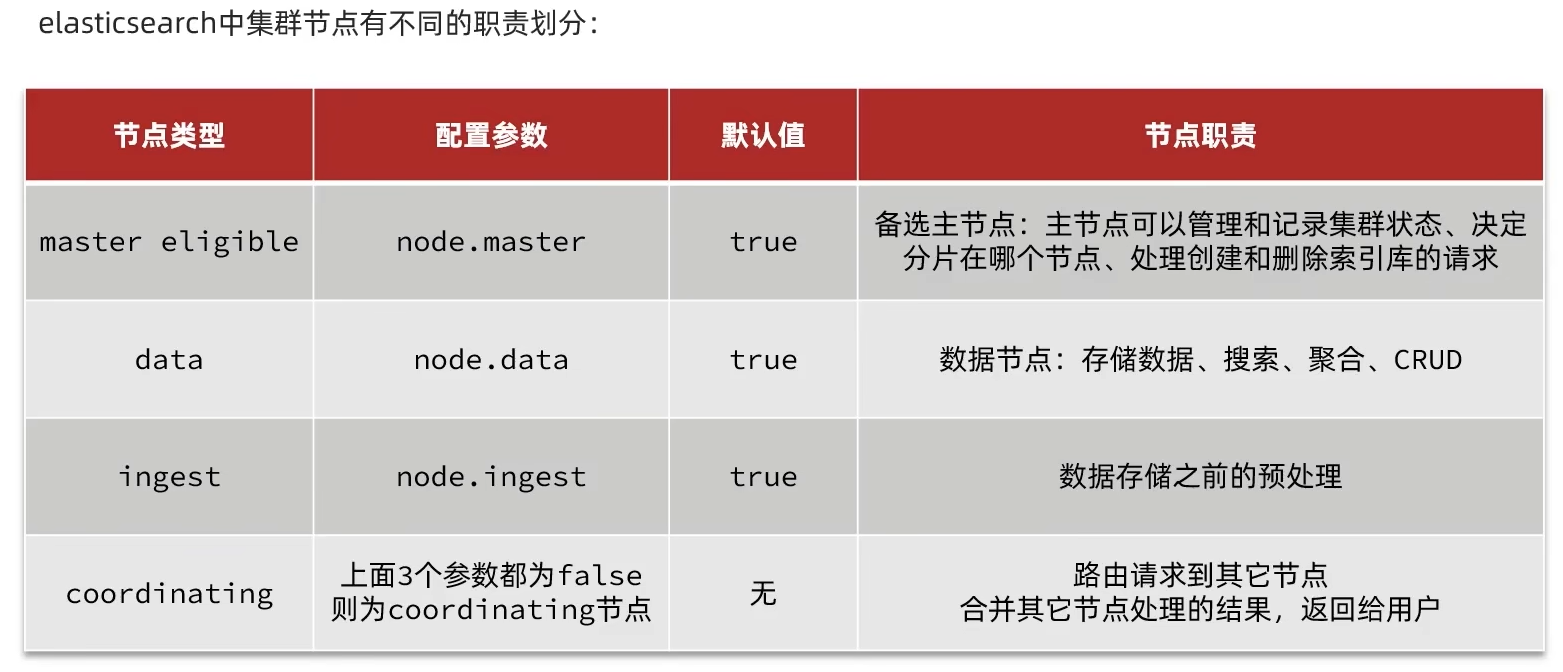 elasticsearch中集群节点有不同的职责划分：
节点类型 配置参数 默认值 节点职责
master eligible node.master true 备选主节点：主节点可以管理和记录集群状态、决定
分片在哪个节点、处理创建和删除索引库的请求
data node.data true 数据节点：存储数据、搜索、聚合、CRUD
ingest node.ingest true 数据存储之前的预处理
coordinating 上面3个参数都为false
则为coordinating节点 无 路由请求到其它节点
合并其它节点处理的结果，返回给用户